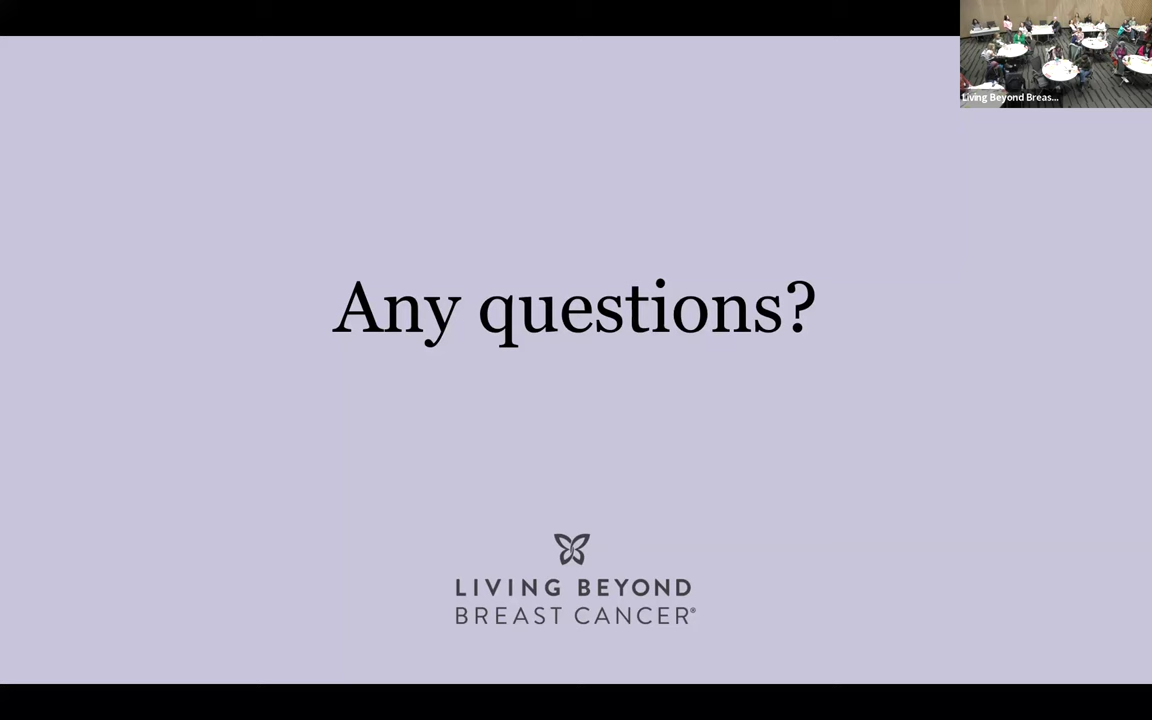 Living Beyond Breas...
Any questions?
LIVING BEYOND
BREAST CANCER®